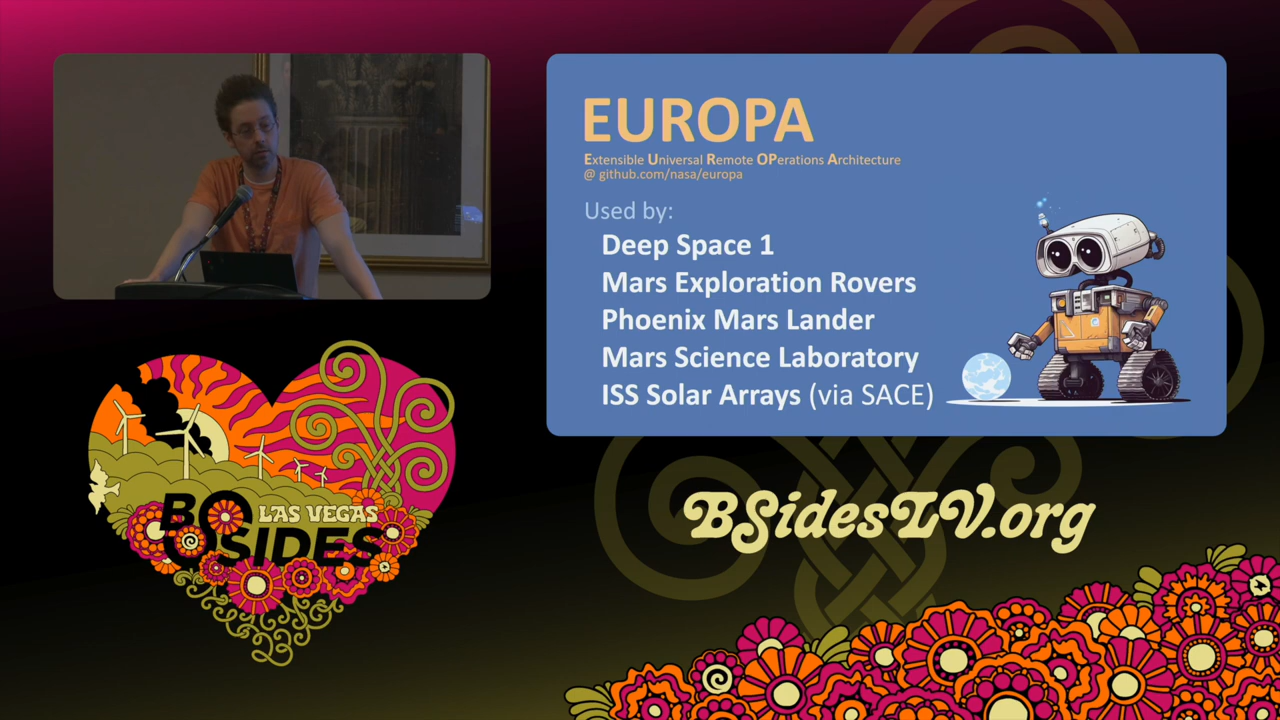 EUROPA
Extensible Universal Remote OPerations Architecture
@ github.com/nasa/europa
Used by:
Deep Space 1
Mars Exploration Rovers
Phoenix Mars Lander
Mars Science Laboratory
ISS Solar Arrays (via SACE)
LAS VEGAS
BSIDES
23
BSidesLV.org